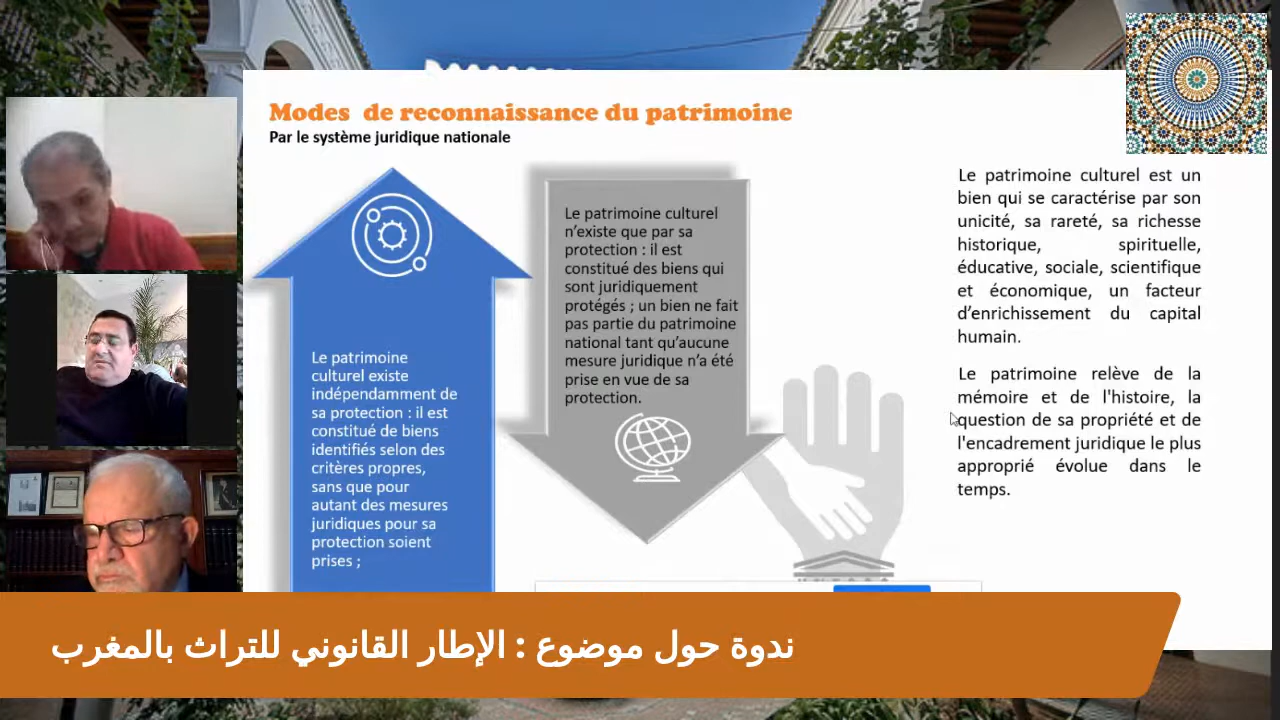 Modes de reconnaissance du patrimoine
Par le système juridique nationale
Le patrimoine
culturel existe
indépendamment de
sa protection : il est
constitué de biens
identifiés selon des
critères propres,
sans que pour
autant des mesures
juridiques pour sa
protection soient
prises ;
Le patrimoine culturel
n’existe que par sa
protection : il est
constitué des biens qui
sont juridiquement
protégés ; un bien ne fait
pas partie du patrimoine
national tant qu’aucune
mesure juridique n’a été
prise en vue de sa
protection.
Le patrimoine culturel est un
bien qui se caractérise par son
unicité, sa rareté, sa richesse
historique, spirituelle,
éducative, sociale, scientifique
et économique, un facteur
d’enrichissement du capital
humain.
Le patrimoine relève de la
mémoire et de l'histoire, la
question de sa propriété et de
l'encadrement juridique le plus
approprié évolue dans le
temps.
ندوة حول موضوع : الإطار القانوني للتراث بالمغرب